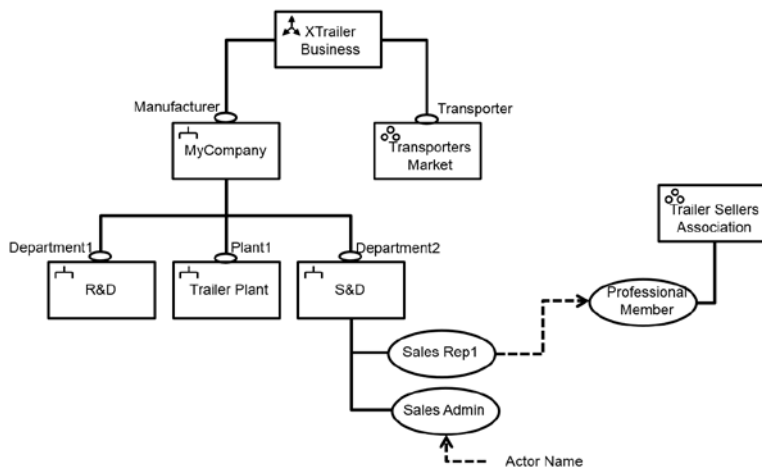 XTrailer
Business
Manufacturer
Transporter
MyCompany
Transporters
Market
Trailer Sellers
Association
Department1
Plant1
Department2
R&D
Trailer Plant
S&D
Professional
Member
Sales Rep1
Sales Admin
Actor Name